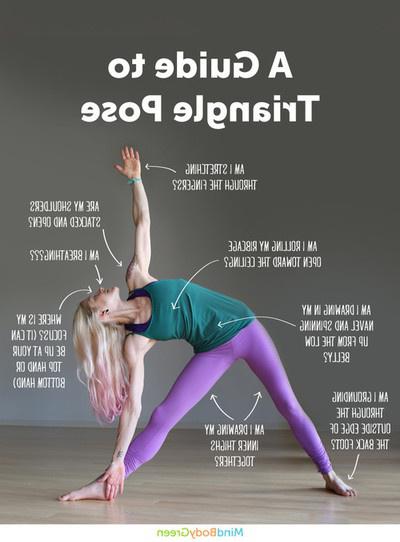 A Guide to
Triangle Pose
AM I STRETCHING
THROUGH THE FINGERS?
ARE MY SHOULDERS
STACKED AND OPEN?
AM I BREATHING???
AM I ROLLING MY RIBCAGE
OPEN TOWARD THE CEILING?
WHERE IS MY
FOCUS? (IT CAN
BE UP AT YOUR
TOP HAND OR
BOTTOM HAND)
AM I DRAWING IN MY
NAVEL AND SPINNING
UP FROM THE LOW
BELLY?
AM I GROUNDING
THROUGH THE
OUTSIDE EDGE OF
THE BACK FOOT?
AM I DRAWING MY
INNER THIGHS
TOGETHER?
MindBodyGreen